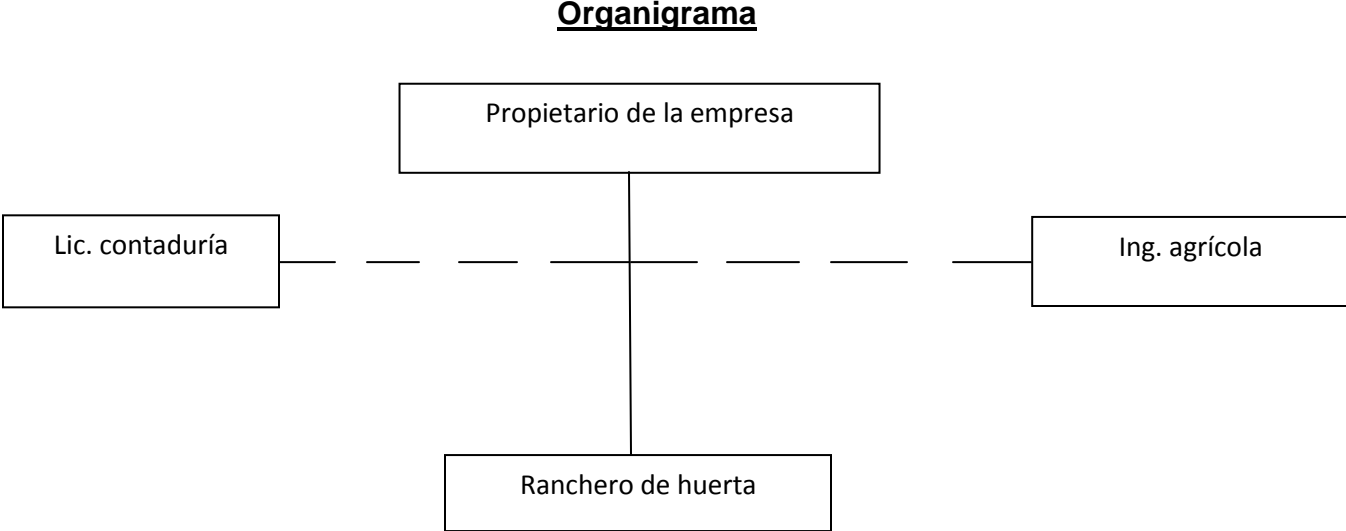 Organigrama
Propietario de la empresa
Lic. contaduría
Ing. agrícola
Ranchero de huerta